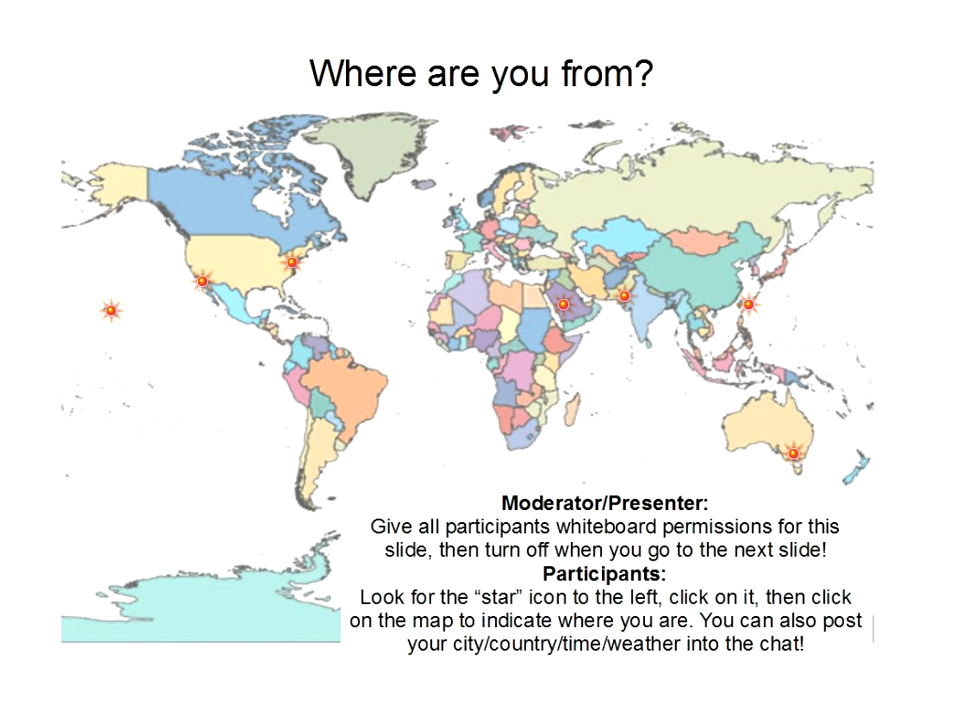 Where are you from?
Moderator/Presenter:
Give all participants whiteboard permissions for this
slide, then turn off when you go to the next slide!
Participants:
Look for the “star” icon to the left, click on it, then click
on the map to indicate where you are. You can also post
your city/country/time/weather into the chat!